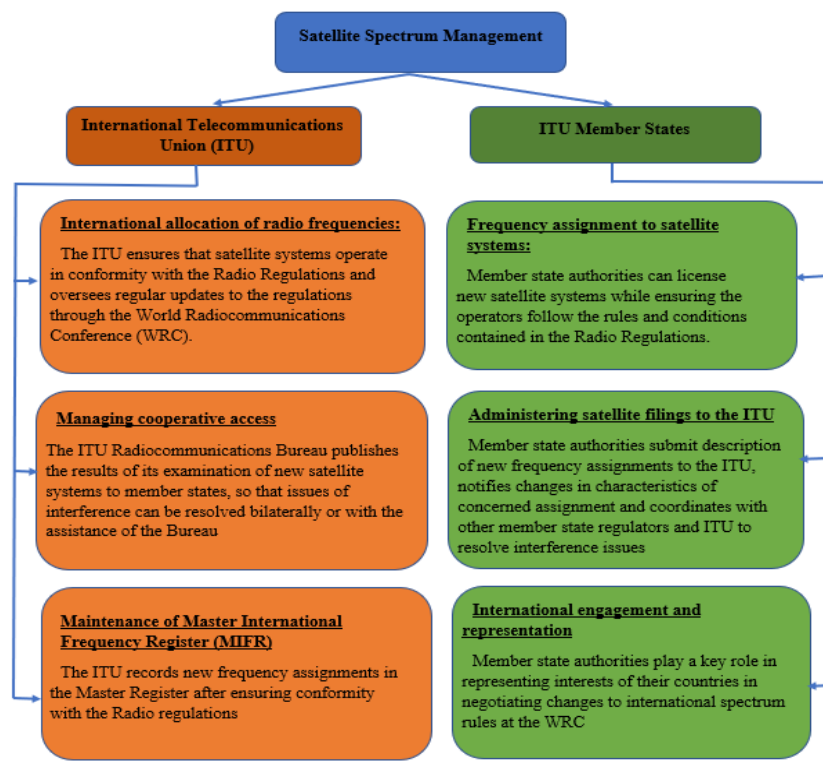 Satellite Spectrum Management
International Telecommunications
Union (ITU)
ITU Member States
International allocation of radio frequencies:
The ITU ensures that satellite systems operate
in conformity with the Radio Regulations and
oversees regular updates to the regulations
through the World Radiocommunications
Conference (WRC).
Managing cooperative access
The ITU Radiocommunications Bureau publishes
the results of its examination of new satellite
systems to member states, so that issues of
interference can be resolved bilaterally or with the
assistance of the Bureau
Maintenance of Master International
Frequency Register (MIFR)
The ITU records new frequency assignments in
the Master Register after ensuring conformity
with the Radio regulations
Frequency assignment to satellite
systems:
Member state authorities can license
new satellite systems while ensuring the
operators follow the rules and conditions
contained in the Radio Regulations.
Administering satellite filings to the ITU
Member state authorities submit description
of new frequency assignments to the ITU,
notifies changes in characteristics of
concerned assignment and coordinates with
other member state regulators and ITU to
resolve interference issues
International engagement and
representation
Member state authorities play a key role in
representing interests of their countries in
negotiating changes to international spectrum
rules at the WRC